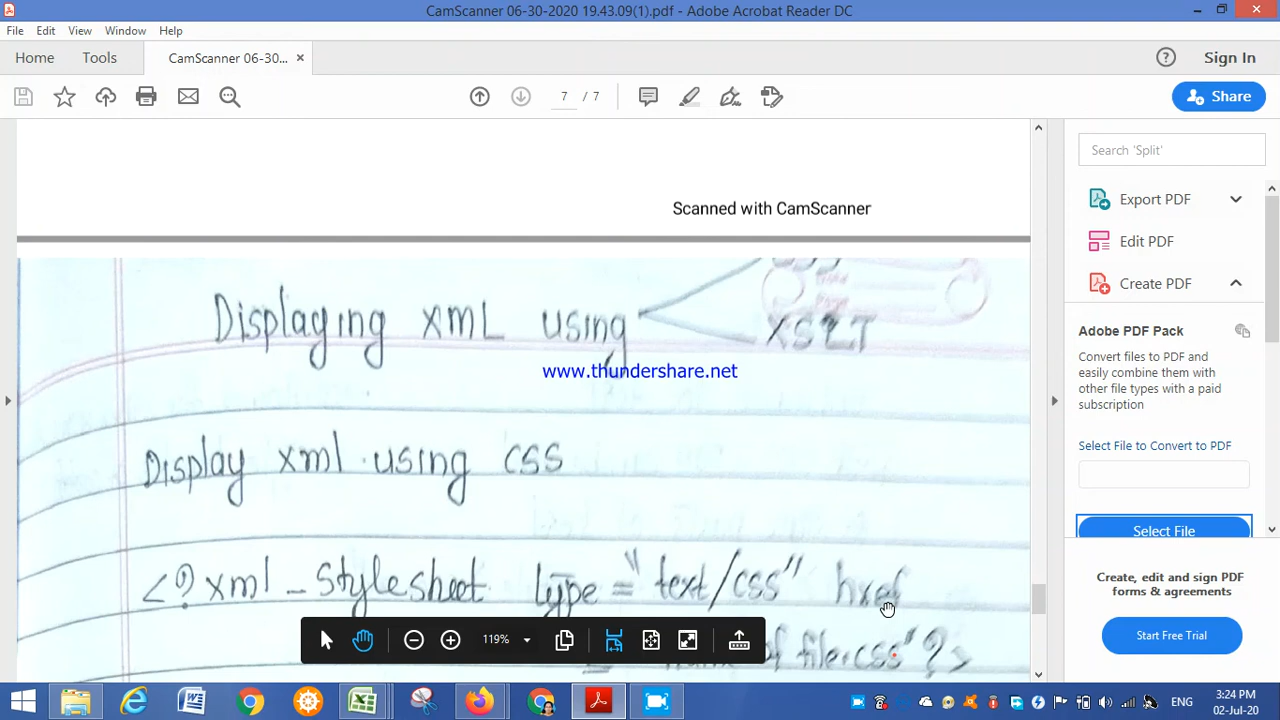 CamScanner 06-30-2020 19.43.09(1).pdf - Adobe Acrobat Reader DC
File Edit View Window Help
Home Tools CamScanner 06-30... ×
Sign In
7 / 7
Share
Search 'Split'
Scanned with CamScanner
Export PDF
Edit PDF
Create PDF
Displaying XML using
XSLT
www.thundershare.net
Adobe PDF Pack
Convert files to PDF and
easily combine them with
other file types with a paid
subscription
Select File to Convert to PDF
Select File
Display xml using css
<?xml-stylesheet type="text/css" href
of file.css"?>
119%
Create, edit and sign PDF
forms & agreements
Start Free Trial
ENG
3:24 PM
02-Jul-20